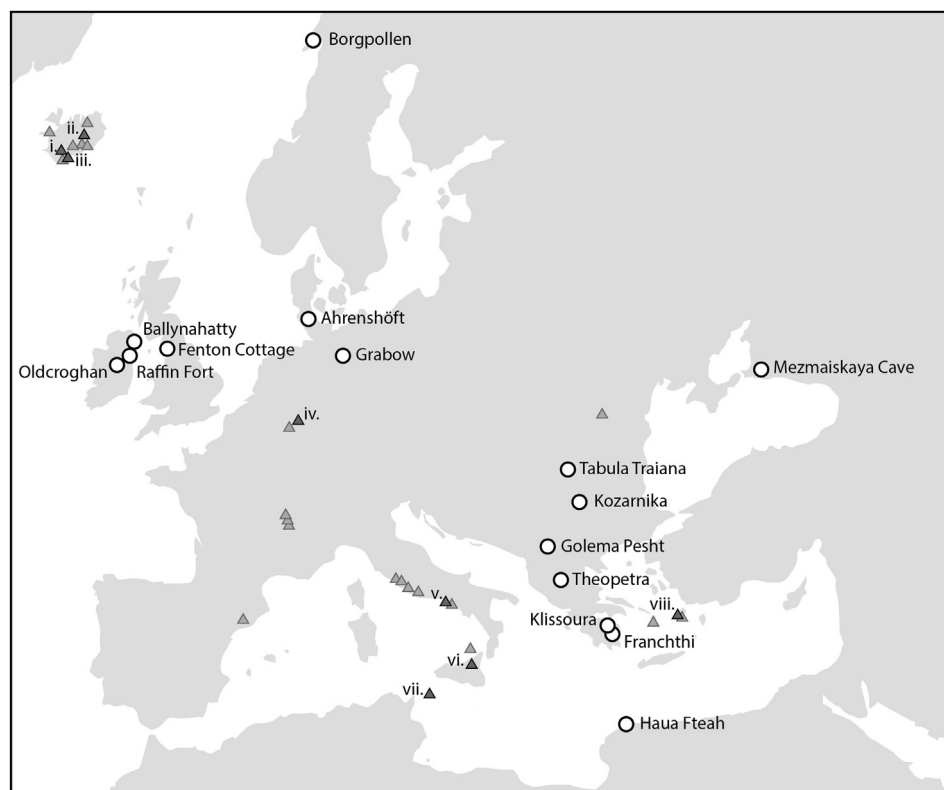 Borgpollen
ii.
i.
iii.
Ahrenshöft
Ballynahatty
Fenton Cottage
Grabow
Oldcroghan
Raffin Fort
Mezmaiskaya Cave
iv.
Tabula Traiana
Kozarnika
Golema Pesht
Theopetra
v.
viii.
Klissoura
Franchthi
vi.
vii.
Haua Fteah